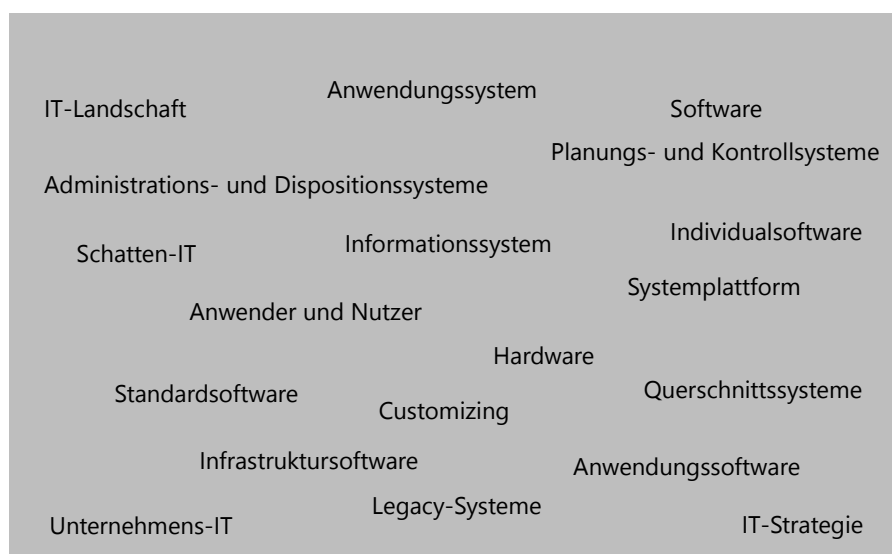 Anwendungssystem
IT-Landschaft
Software
Planungs- und Kontrollsysteme
Administrations- und Dispositionssysteme
Individualsoftware
Informationssystem
Schatten-IT
Systemplattform
Anwender und Nutzer
Hardware
Standardsoftware
Querschnittssysteme
Customizing
Infrastruktursoftware
Anwendungssoftware
Legacy-Systeme
Unternehmens-IT
IT-Strategie